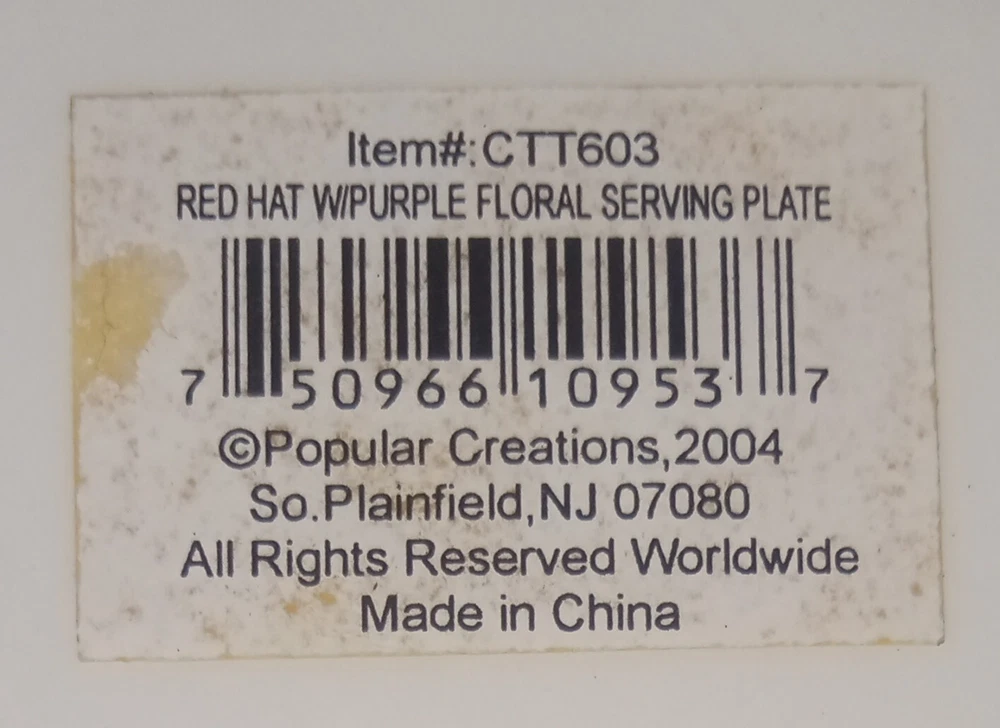 Item#:CTT603
RED HAT W/PURPLE FLORAL SERVING PLATE
7 50966 10953 7
©Popular Creations,2004
So.Plainfield,NJ 07080
All Rights Reserved Worldwide
Made in China